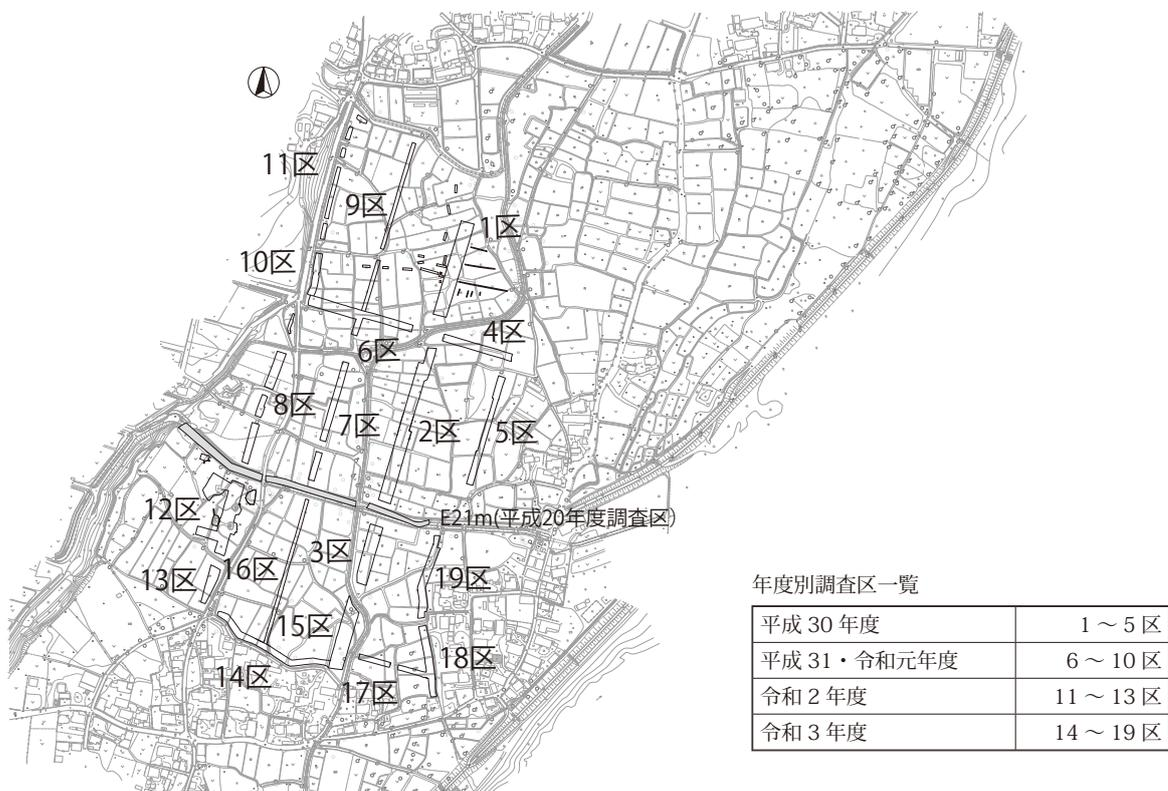 11区
9区
1区
10区
4区
6区
8区
7区
2区
5区
E21m(平成20年度調査区)
12区
3区
16区
13区
19区
15区
18区
14区
17区
年度別調査区一覧
平成 30 年度 1 ～ 5 区
平成 31・令和元年度 6 ～ 10 区
令和 2 年度 11 ～ 13 区
令和 3 年度 14 ～ 19 区